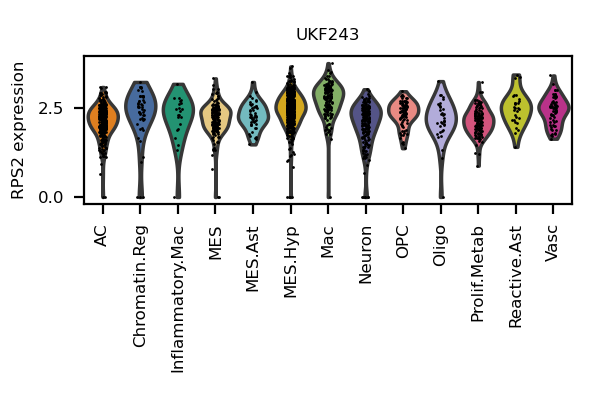 UKF243
RPS2 expression
2.5
0.0
AC
Chromatin.Reg
Inflammatory.Mac
MES
MES.Ast
MES.Hyp
Mac
Neuron
OPC
Oligo
Prolif.Metab
Reactive.Ast
Vasc